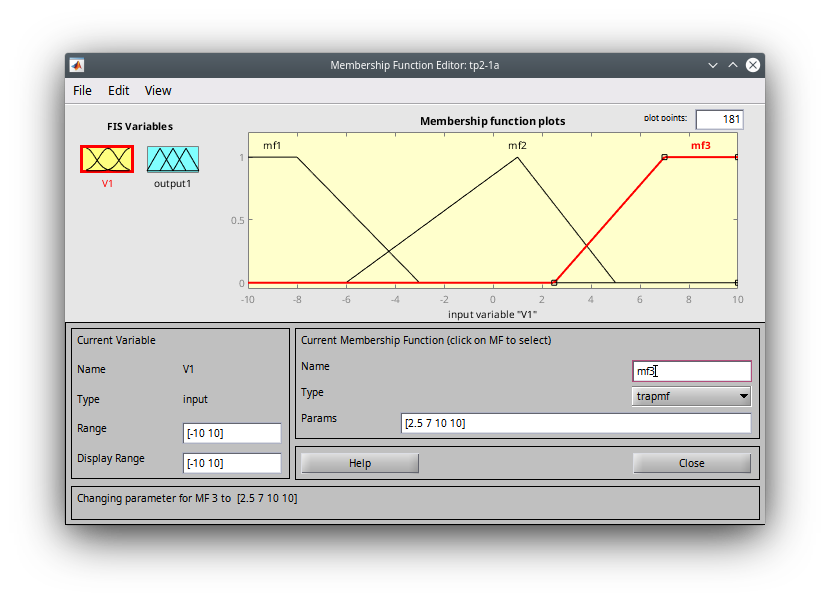 Membership Function Editor: tp2-1a
File Edit View
FIS Variables
V1
output1
Membership function plots
plot points: 181
mf1
mf2
mf3
1
0.5
0
-10 -8 -6 -4 -2 0 2 4 6 8 10
input variable "V1"
Current Variable
Name V1
Type input
Range [-10 10]
Display Range [-10 10]
Current Membership Function (click on MF to select)
Name mf3
Type trapmf
Params [2.5 7 10 10]
Help Close
Changing parameter for MF 3 to [2.5 7 10 10]